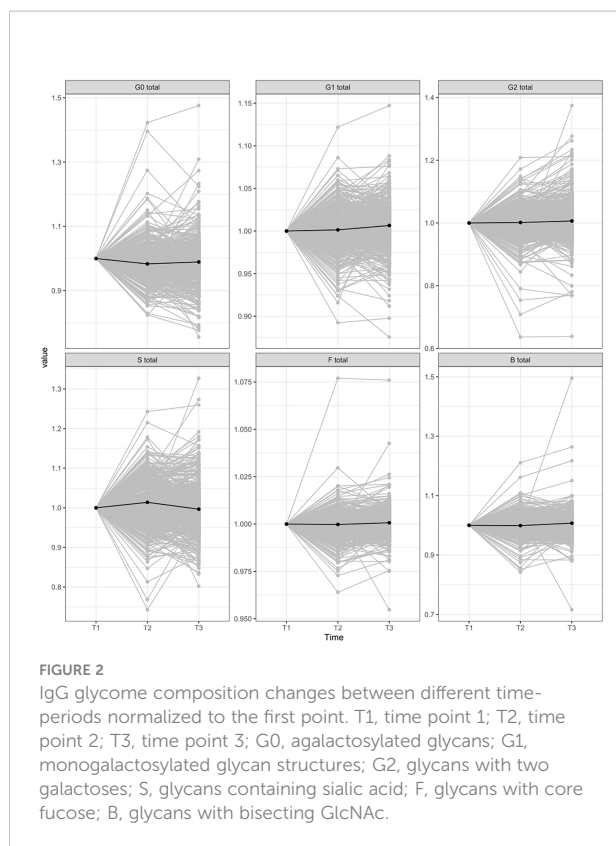 G0 total
G1 total
G2 total
1.5
1.3
1.1
0.9
1.15
1.10
1.05
1.00
0.95
0.90
1.4
1.2
1.0
0.8
0.6
value
S total
F total
B total
1.3
1.2
1.1
1.0
0.9
0.8
1.075
1.050
1.025
1.000
0.975
0.950
1.5
1.3
1.1
0.9
0.7
T1 T2 T3
T1 T2 T3
T1 T2 T3
Time
FIGURE 2
IgG glycome composition changes between different time-
periods normalized to the first point. T1, time point 1; T2, time
point 2; T3, time point 3; G0, agalactosylated glycans; G1,
monogalactosylated glycan structures; G2, glycans with two
galactoses; S, glycans containing sialic acid; F, glycans with core
fucose; B, glycans with bisecting GlcNAc.